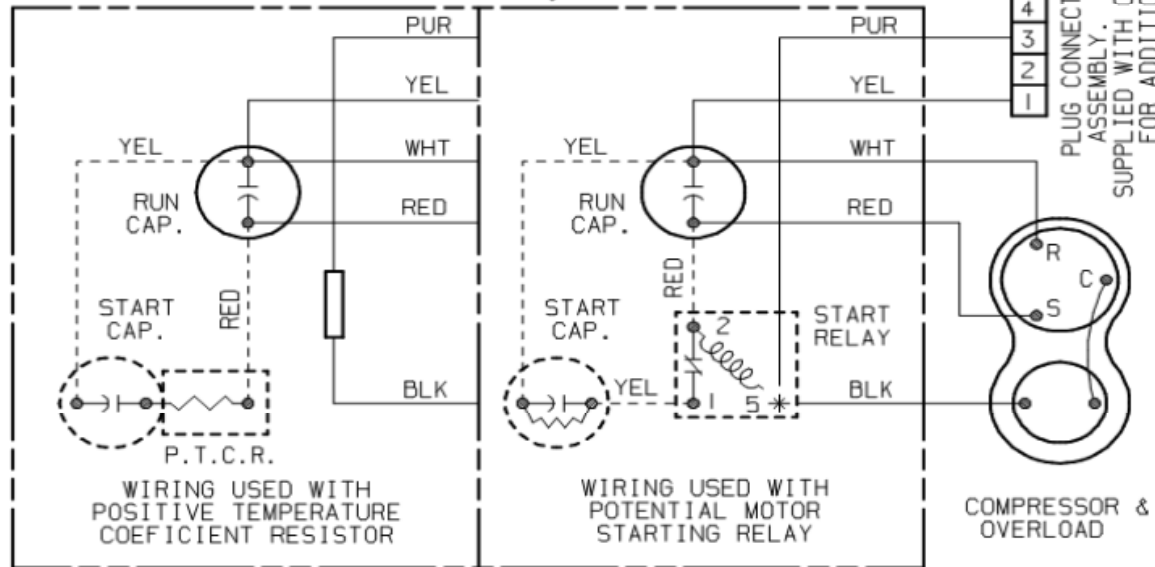 PUR
YEL
YEL
WHT
RUN
CAP.
RED
START
CAP.
RED
BLK
P.T.C.R.
WIRING USED WITH
POSITIVE TEMPERATURE
COEFICIENT RESISTOR
PUR
YEL
YEL
WHT
RUN
CAP.
RED
RED
START
CAP.
2
START
RELAY
YEL
1
5
BLK
WIRING USED WITH
POTENTIAL MOTOR
STARTING RELAY
4
3
2
1
PLUG CONNECT
ASSEMBLY.
SUPPLIED WITH
FOR ADDITI
R
C
S
COMPRESSOR &
OVERLOAD